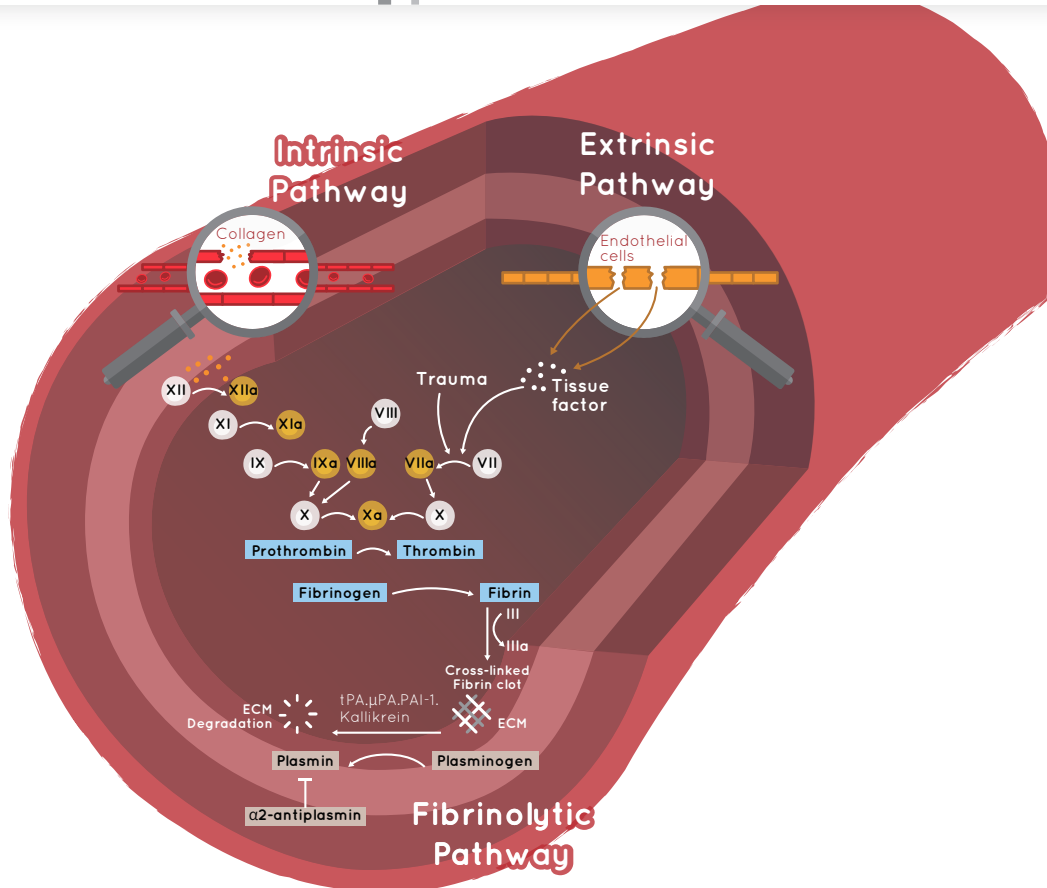 Intrinsic
Pathway
Extrinsic
Pathway
Collagen
Endothelial
cells
XII
XIIa
XI
XIa
IX
IXa
VIII
VIIIa
Trauma
Tissue
factor
VIIa
VII
X
Xa
X
Prothrombin
Thrombin
Fibrinogen
Fibrin
III
IIIa
Cross-linked
Fibrin clot
ECM
tPA.μPA.PAI-1.
Kallikrein
ECM
Degradation
Plasmin
Plasminogen
α2-antiplasmin
Fibrinolytic
Pathway